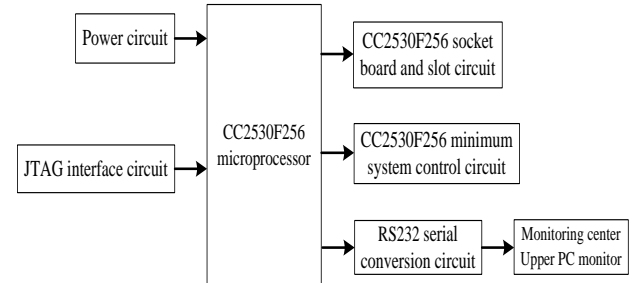 Power circuit
JTAG interface circuit
CC2530F256
microprocessor
CC2530F256 socket
board and slot circuit
CC2530F256 minimum
system control circuit
RS232 serial
conversion circuit
Monitoring center
Upper PC monitor